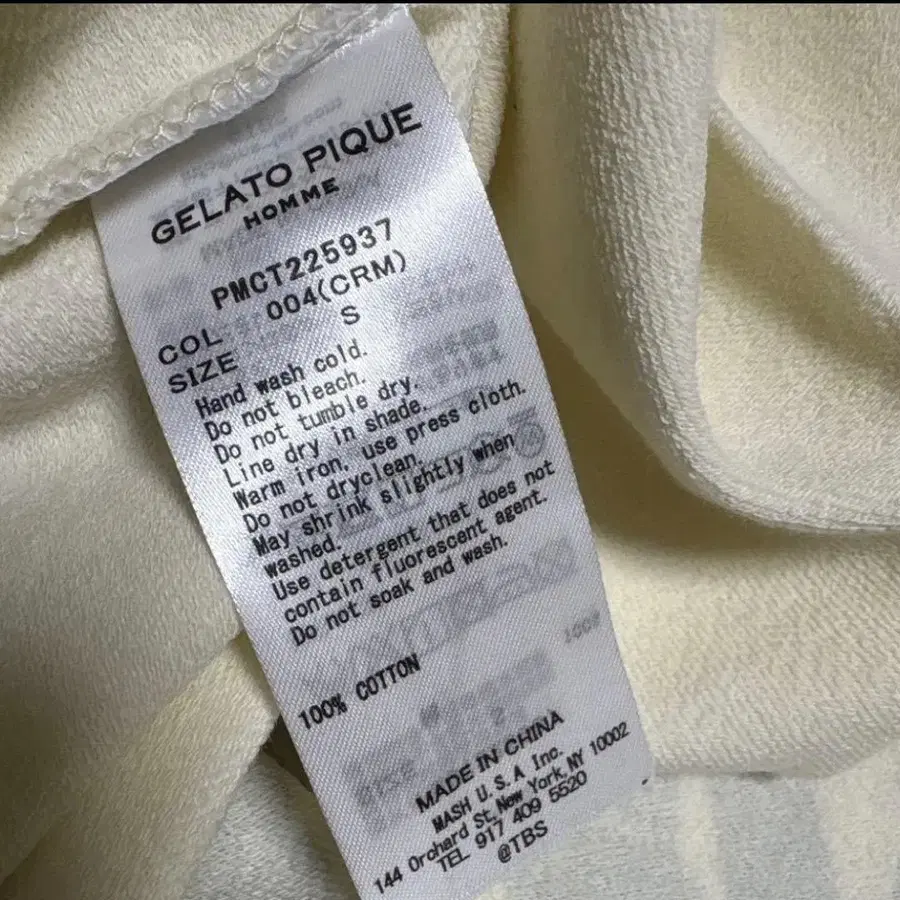 GELATO PIQUE
HOMME
PMCT225937
COL 004(CRM)
SIZE S
Hand wash cold.
Do not bleach.
Do not tumble dry.
Line dry in shade.
Warm iron, use press cloth.
Do not dryclean.
May shrink slightly when
washed.
Use detergent that does not
contain fluorescent agent.
Do not soak and wash.
100% COTTON
MADE IN CHINA
MASH U.S.A Inc.
144 Orchard St, New York, NY 10002
TEL 917 409 5520
@TBS